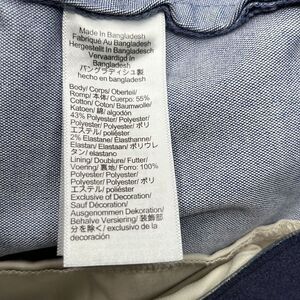 Made In Bangladesh
Fabriqué Au Bangladesh
Hergestellt In Bangladesh
Vervaardigd In
Bangladesh
バングラディシュ製
hecho en bangladesh
Body/ Corps/ Oberteil/
Romp/ 本体/ Cuerpo: 55%
Cotton/ Coton/ Baumwolle/
Katoen/ 綿/ algodón
43% Polyester/ Polyester/
Polyester/ Polyester/ ポリ
エステル/ poliéster
2% Elastane/ Élasthanne/
Elastan/ Elastaan/ ポリウレ
タン/ elastano
Lining/ Doublure/ Futter/
Voering/ 裏地/ Forro: 100%
Polyester/ Polyester/
Polyester/ Polyester/ ポリ
エステル/ poliéster
Exclusive of Decoration/
Sauf Décoration/
Ausgenommen Dekoration/
Behalve Versiering/ 装飾部
分を除く/ exclusivo de la
decoración